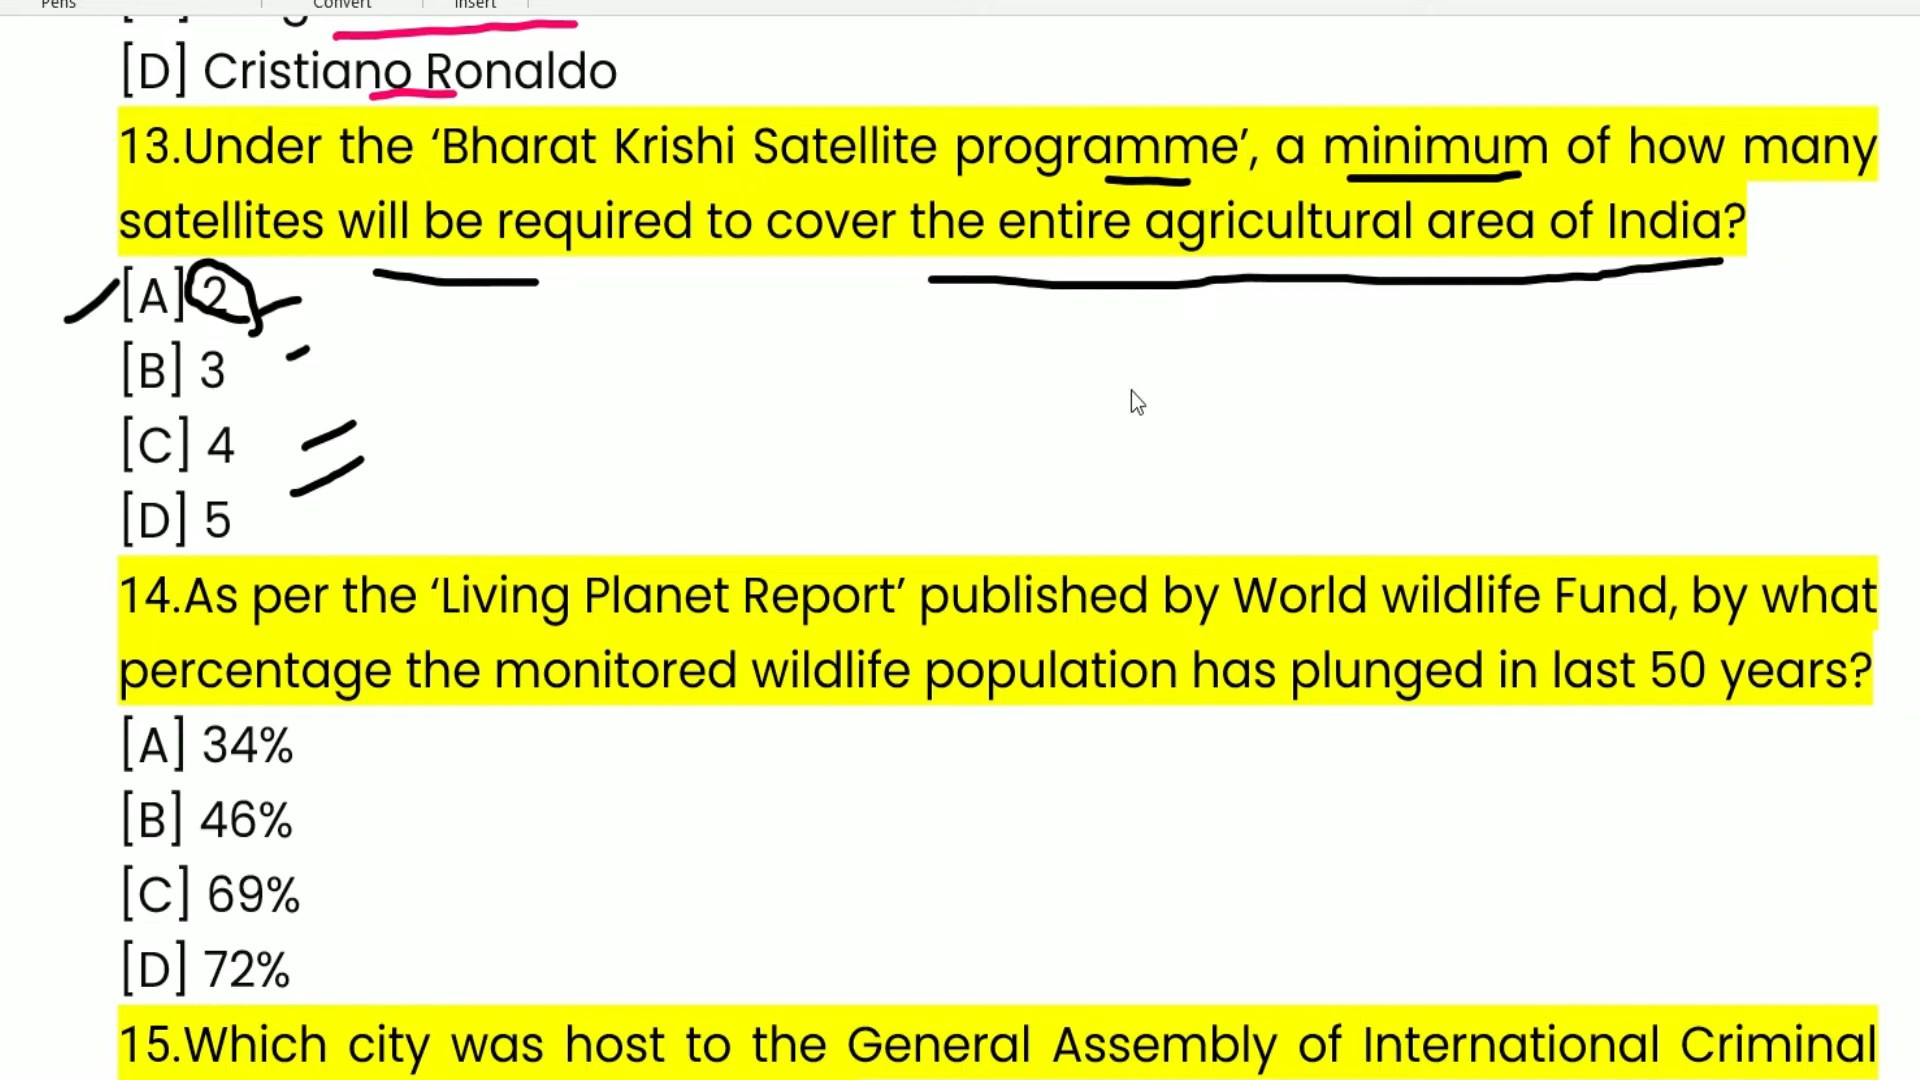 Pens Convert Insert
[D] Cristiano Ronaldo
13.Under the ‘Bharat Krishi Satellite programme’, a minimum of how many
satellites will be required to cover the entire agricultural area of India?
[A] 2
[B] 3
[C] 4
[D] 5
14.As per the ‘Living Planet Report’ published by World wildlife Fund, by what
percentage the monitored wildlife population has plunged in last 50 years?
[A] 34%
[B] 46%
[C] 69%
[D] 72%
15.Which city was host to the General Assembly of International Criminal